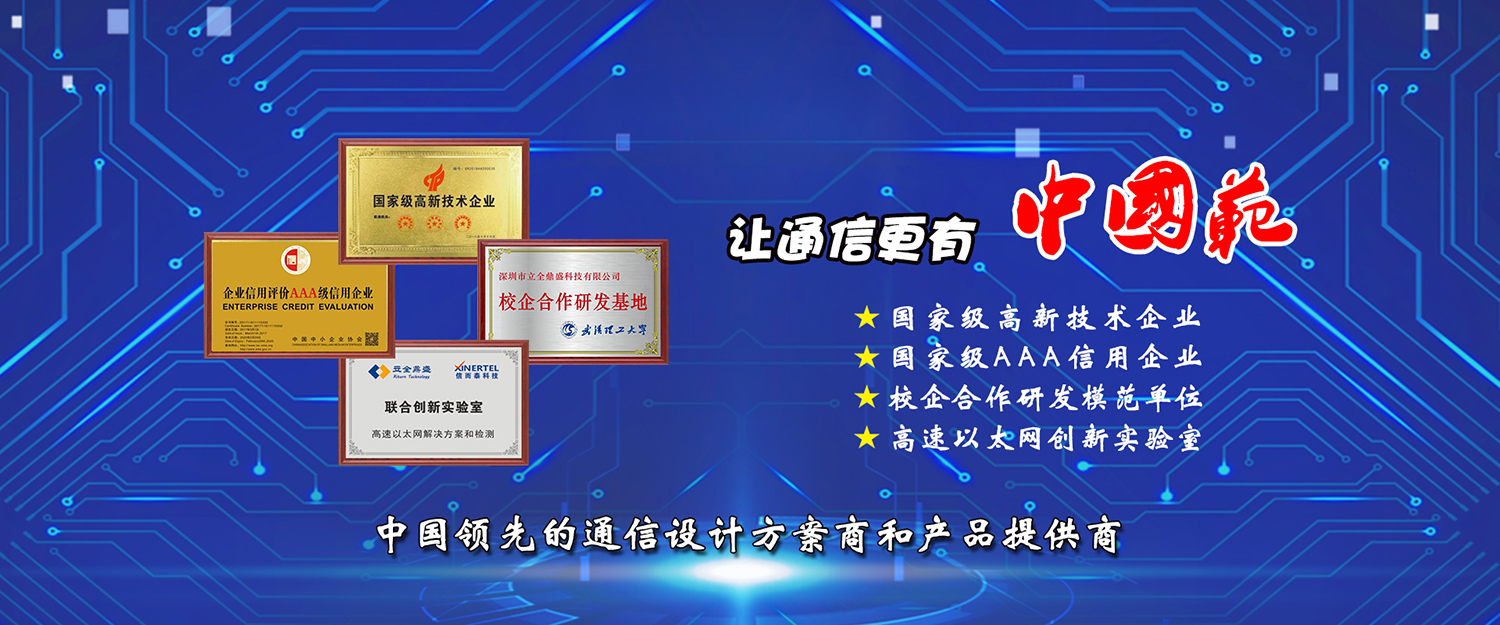 国家级高新技术企业
企业信用评价AAA级信用企业
ENTERPRISE CREDIT EVALUATION
中国中小企业协会
深圳市立全鼎盛科技有限公司
校企合作研发基地
武汉理工大学
亚全鼎盛
XINERTEL
信而泰科技
联合创新实验室
高速以太网解决方案和检测
让通信更有
中國範
★国家级高新技术企业
★国家级AAA信用企业
★校企合作研发模范单位
★高速以太网创新实验室
中国领先的通信设计方案商和产品提供商